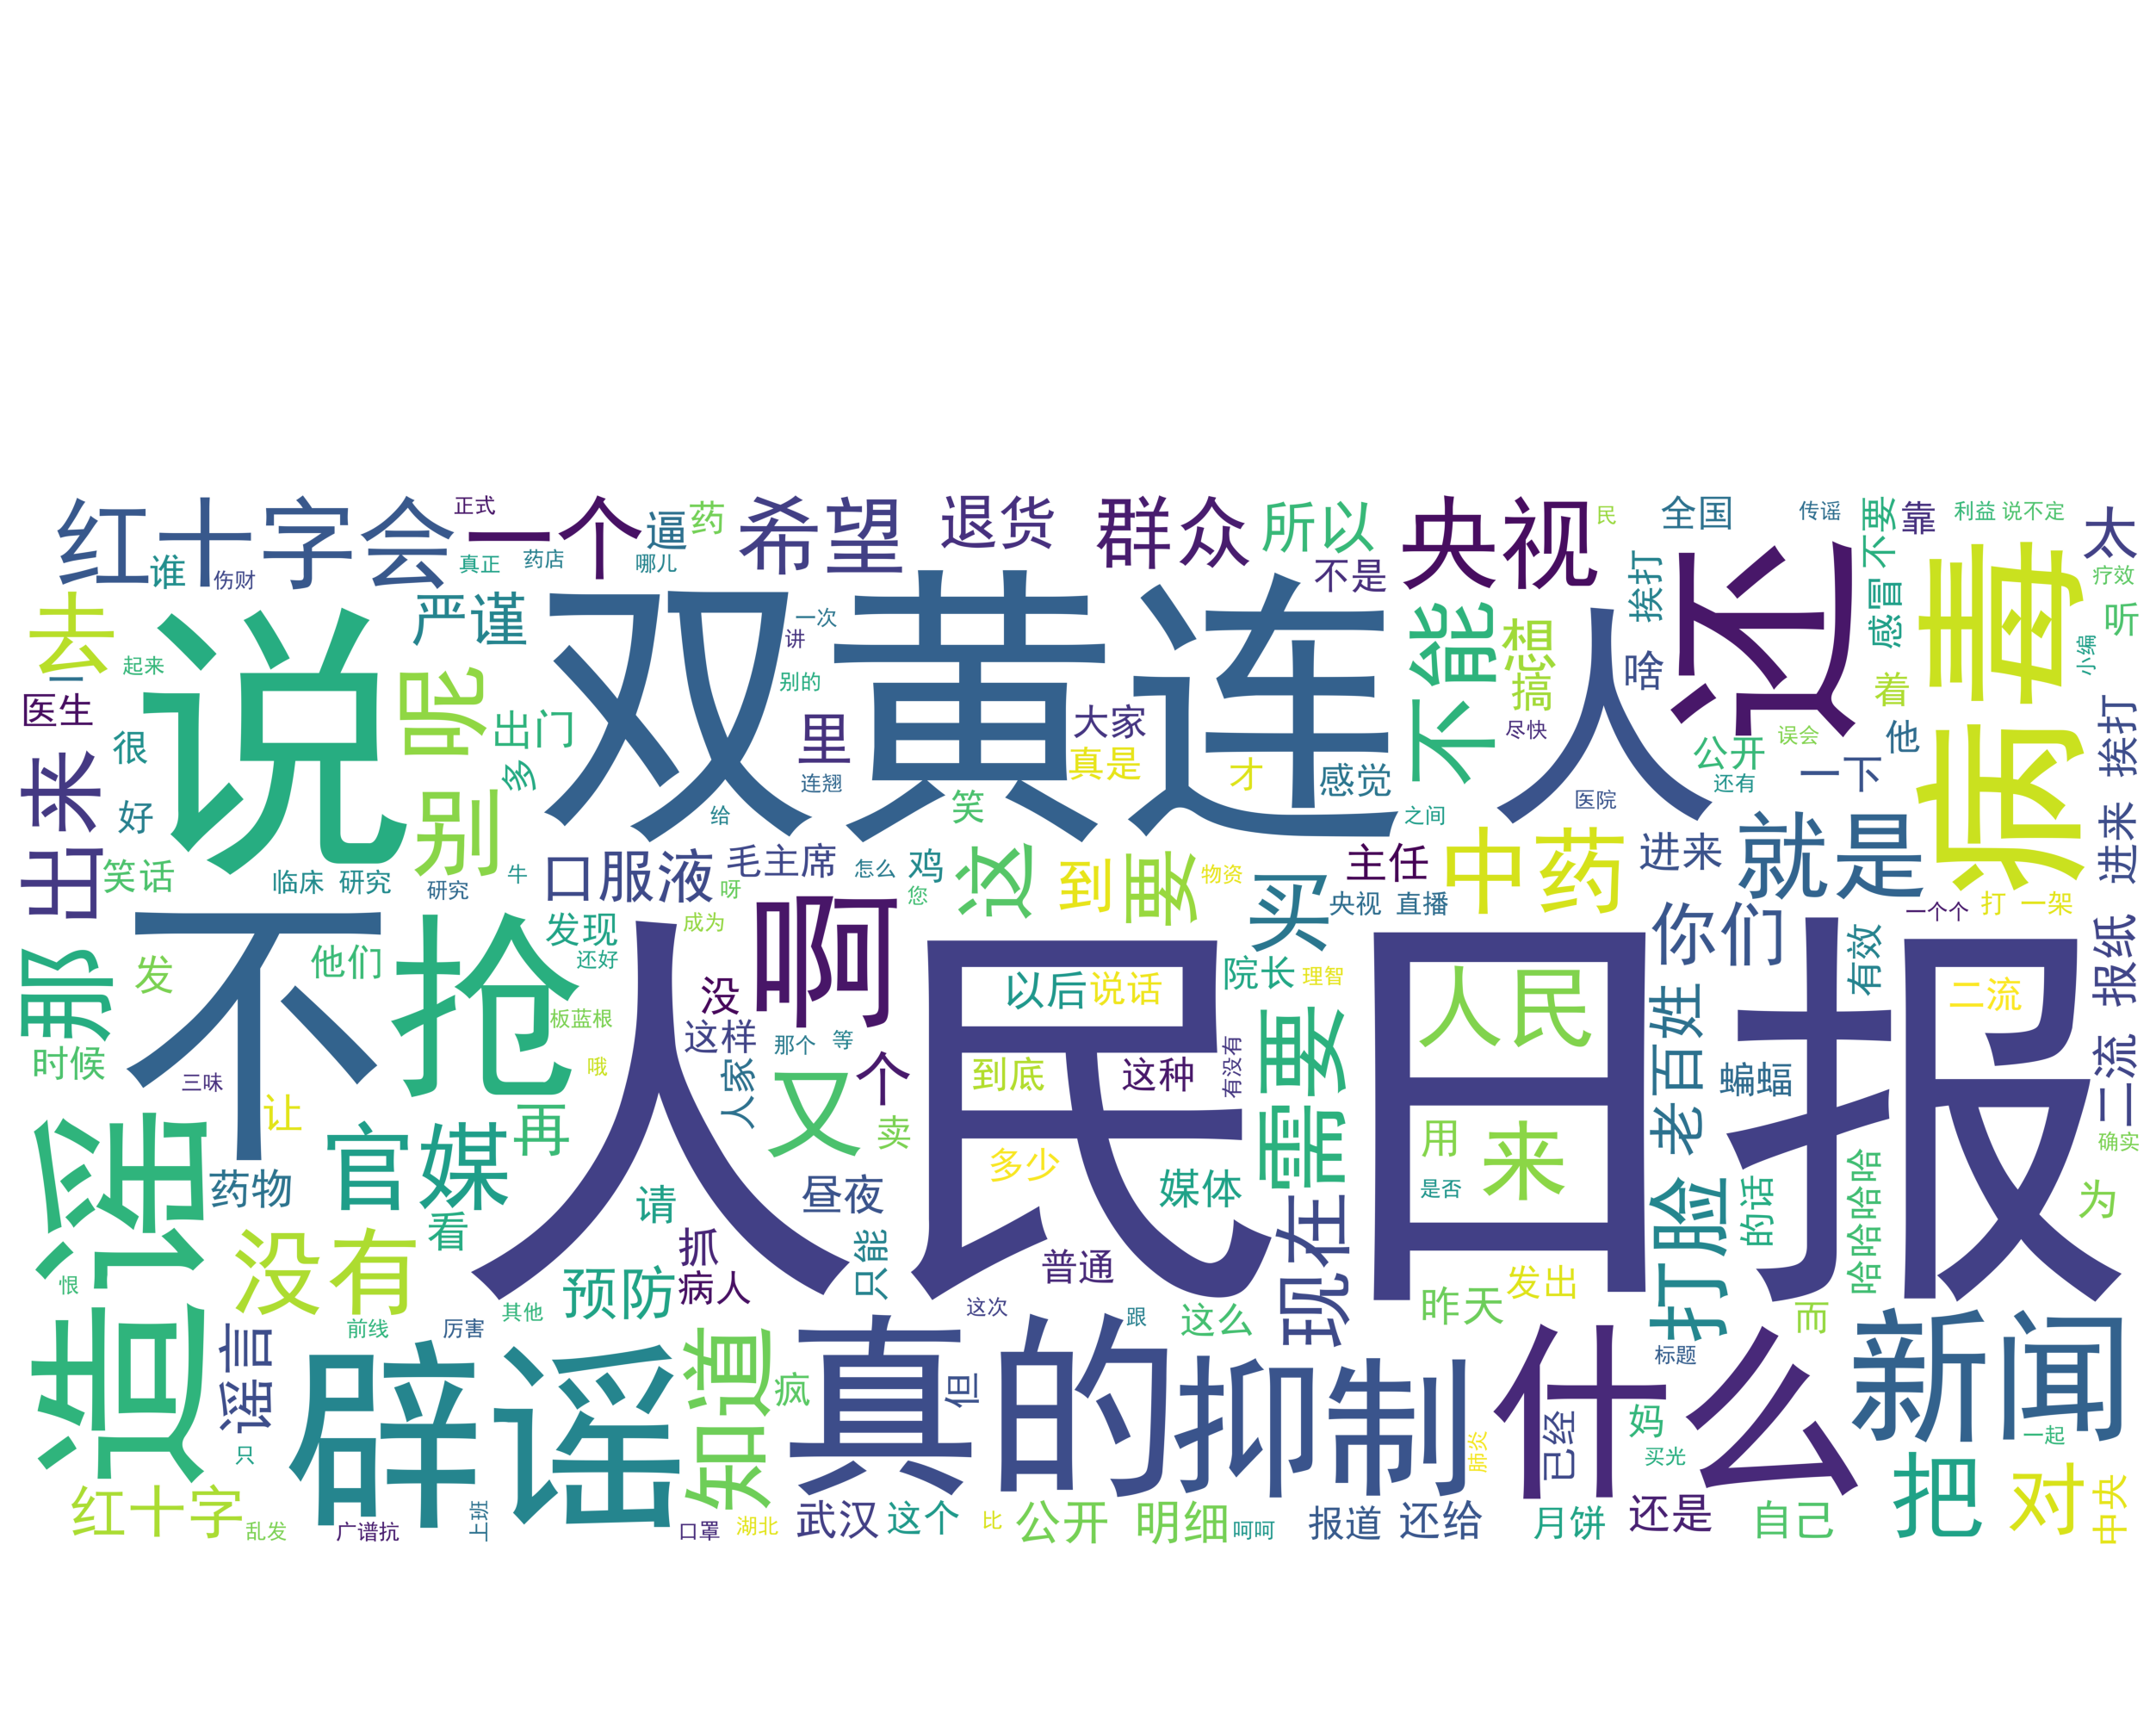 红十字会 正式 一个 逼 药 希望 退货 群众 所以 央视 民 全国 传谣 不要 靠 利益 说不定 太
谁 伤财 真正 药店 哪儿 不是 挨打 还 感冒 病毒 疗效
去 说 严谨 双黄连 不能 想 人 听
起来 呢 讲 一次 搞 啥 着 小编
一 别的 大家
医生 很 出门 里 真是 才 感觉 尽快 公开 误会 一下 他 挨打
出来 好 别 多 连翘 给 笑 之间 医院 还有 进来
笑话 临床 研究 研究 牛 口服液 毛主席 怎么 鸡 这 到 要 物资 买 主任 中药 进来 就是
那 不 抢 发现 呀 成为 啊 您 央视 直播 你们 一个个 打 一架
发 他们 还好 没 以后 说话 院长 理智 人民 有效 二流 报纸
时候 板蓝根 这样 那个 等 人民日报 老百姓 蝙蝠 二流
三味 哦 人家 又 个 到底 这种 有没有 需要
让 再 卖 用 来 确实
造谣 药物 官媒 昼夜 多少 媒体 是否 打脸 的话 哈哈哈 为
没有 看 请 抓 只能 普通 现在 哈哈
恨 预防 病人 昨天 发出 而
前线 厉害 其他 这次 跟 这么 标题 新闻
谣言 辟谣 知道 疯 真的 但 抑制 什么 已经 妈 一起
只 肺炎 买光 把 对 中央
红十字 乱发 广谱抗 上班 口罩 湖北 武汉 这个 比 公开 明细 呵呵 报道 还给 月饼 还是 自己